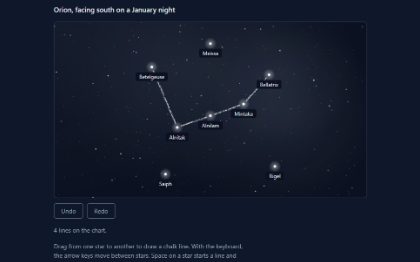 Orion, facing south on a January night
Meissa
Betelgeuse
Bellatrix
Mintaka
Alnilam
Alnitak
Saiph
Rigel
Undo
Redo
4 lines on the chart.
Drag from one star to another to draw a chalk line. With the keyboard,
the arrow keys move between stars. Space on a star starts a line and